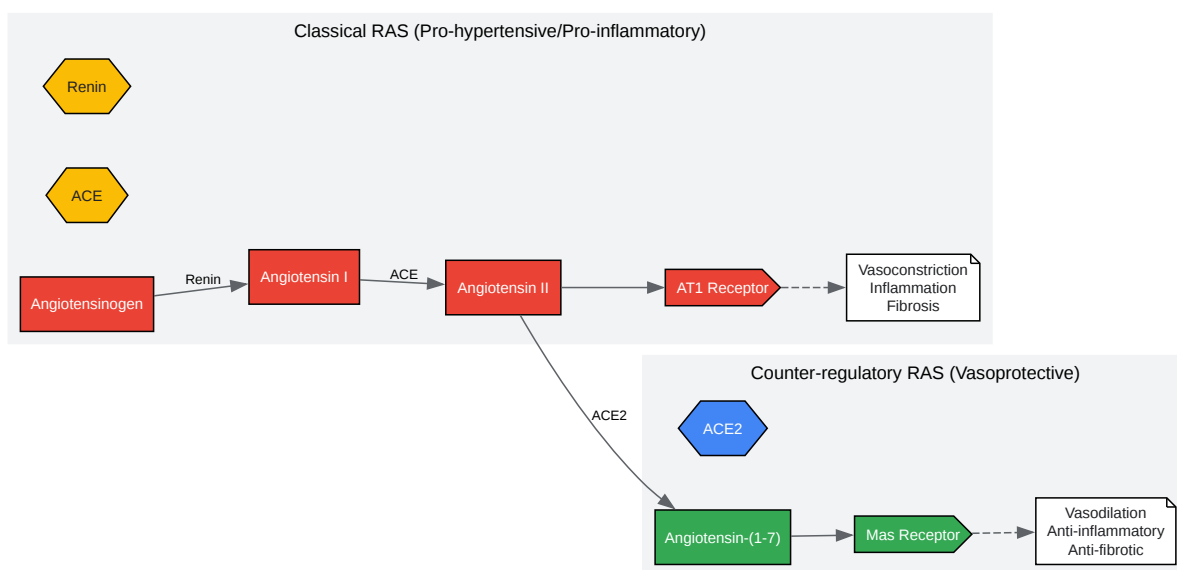 Classical RAS (Pro-hypertensive/Pro-inflammatory)
Renin
ACE
Angiotensinogen
Renin
Angiotensin I
ACE
Angiotensin II
AT1 Receptor
Vasoconstriction
Inflammation
Fibrosis
ACE2
Counter-regulatory RAS (Vasoprotective)
ACE2
Angiotensin-(1-7)
Mas Receptor
Vasodilation
Anti-inflammatory
Anti-fibrotic